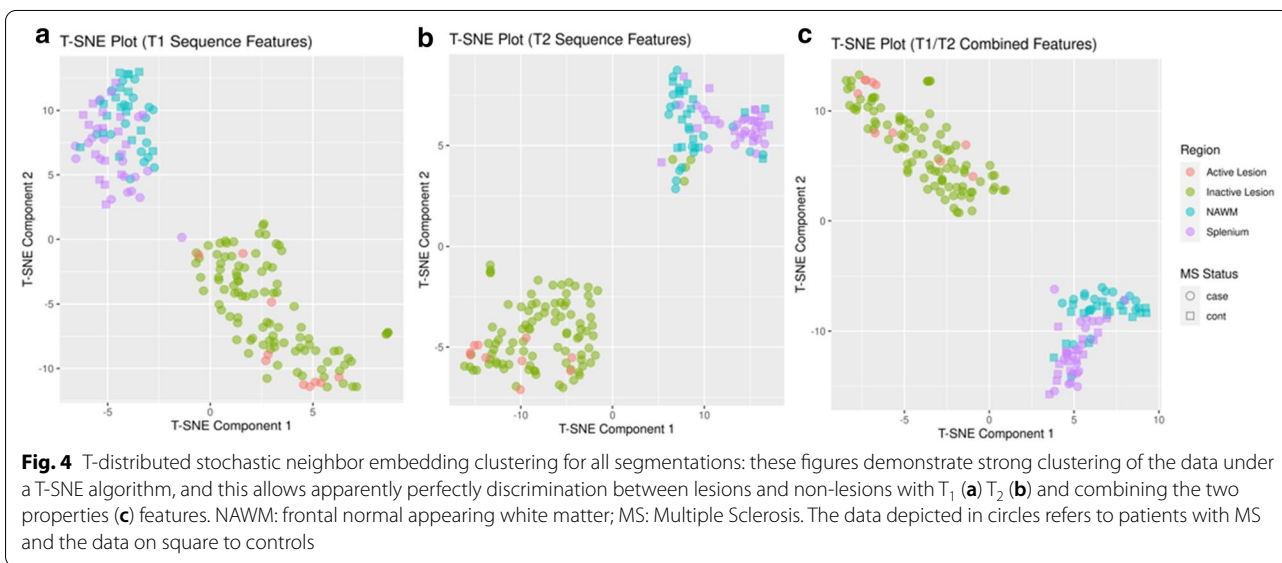 a
T-SNE Plot (T1 Sequence Features)
10
5
0
-5
-10
T-SNE Component 2
-5
0
5
T-SNE Component 1
b
T-SNE Plot (T2 Sequence Features)
5
0
-5
T-SNE Component 2
-10
0
10
T-SNE Component 1
c
T-SNE Plot (T1/T2 Combined Features)
10
0
-10
T-SNE Component 2
-5
0
5
10
T-SNE Component 1
Region
Active Lesion
Inactive Lesion
NAWM
Splenium
MS Status
case
cont
Fig. 4 T-distributed stochastic neighbor embedding clustering for all segmentations: these figures demonstrate strong clustering of the data under
a T-SNE algorithm, and this allows apparently perfectly discrimination between lesions and non-lesions with T1 (a) T2 (b) and combining the two
properties (c) features. NAWM: frontal normal appearing white matter; MS: Multiple Sclerosis. The data depicted in circles refers to patients with MS
and the data on square to controls